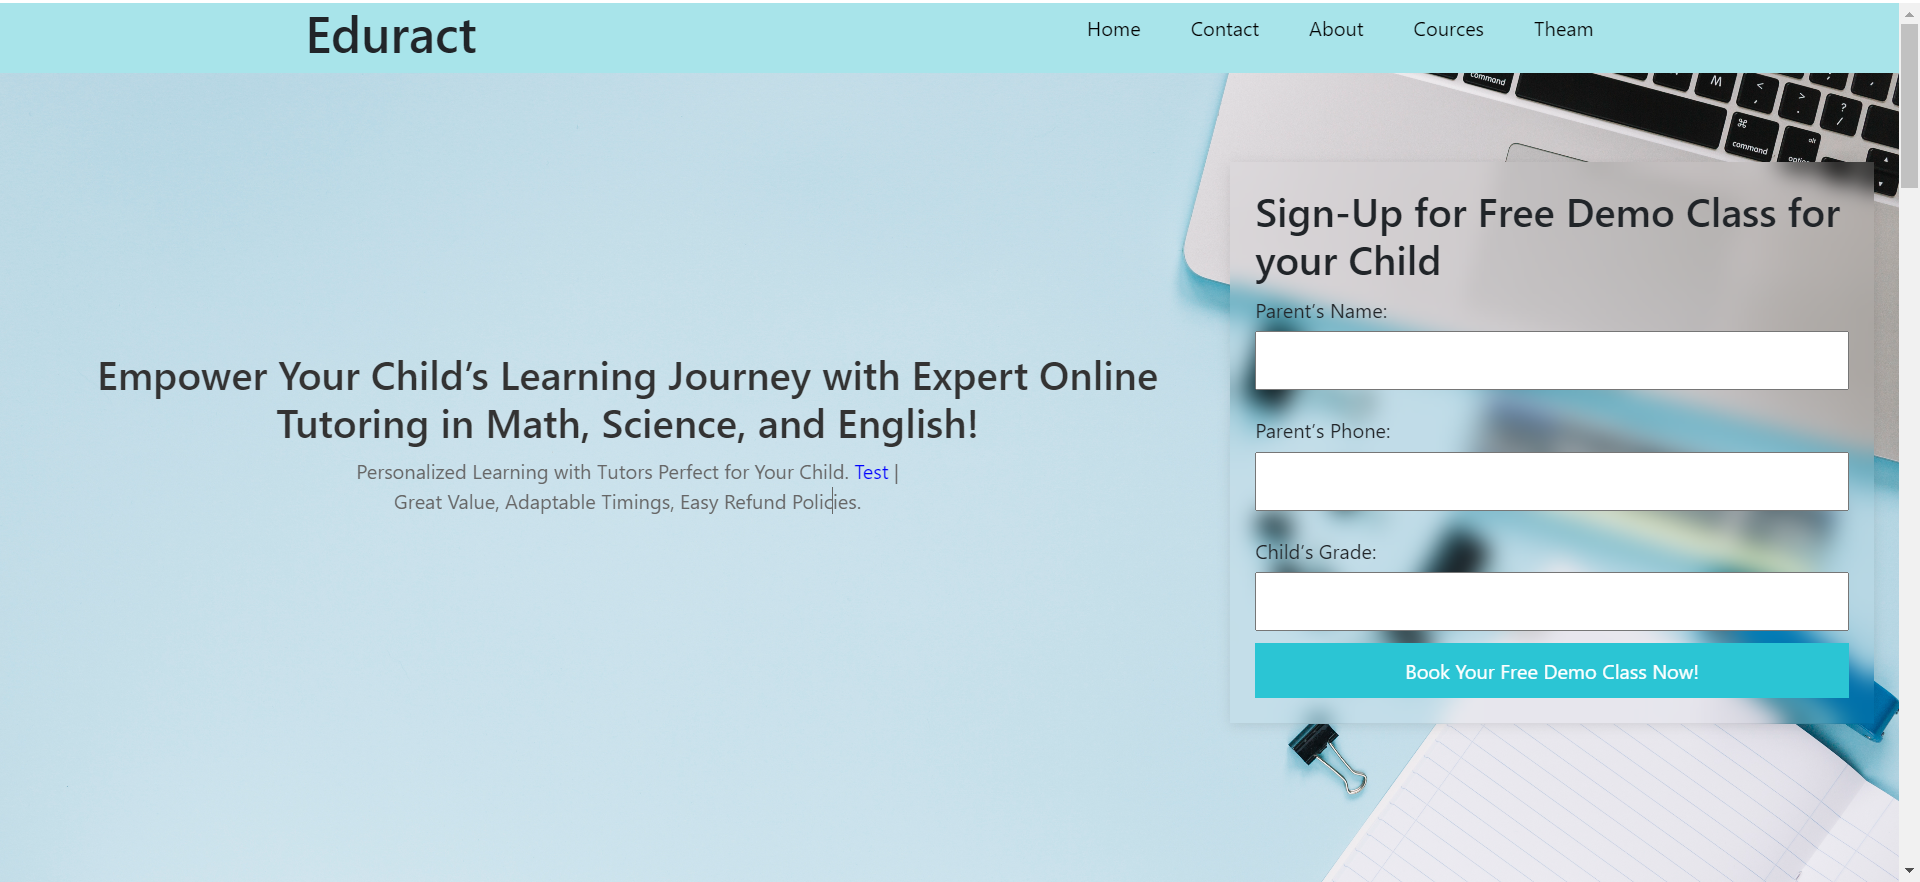 Eduract
Home Contact About Cources Theam
command
M
<
,
>
.
?
/
⌘
command
alt
Sign-Up for Free Demo Class for
your Child
Parent’s Name:
Empower Your Child’s Learning Journey with Expert Online
Tutoring in Math, Science, and English!
Personalized Learning with Tutors Perfect for Your Child. Test |
Great Value, Adaptable Timings, Easy Refund Policies.
Parent’s Phone:
Child’s Grade:
Book Your Free Demo Class Now!